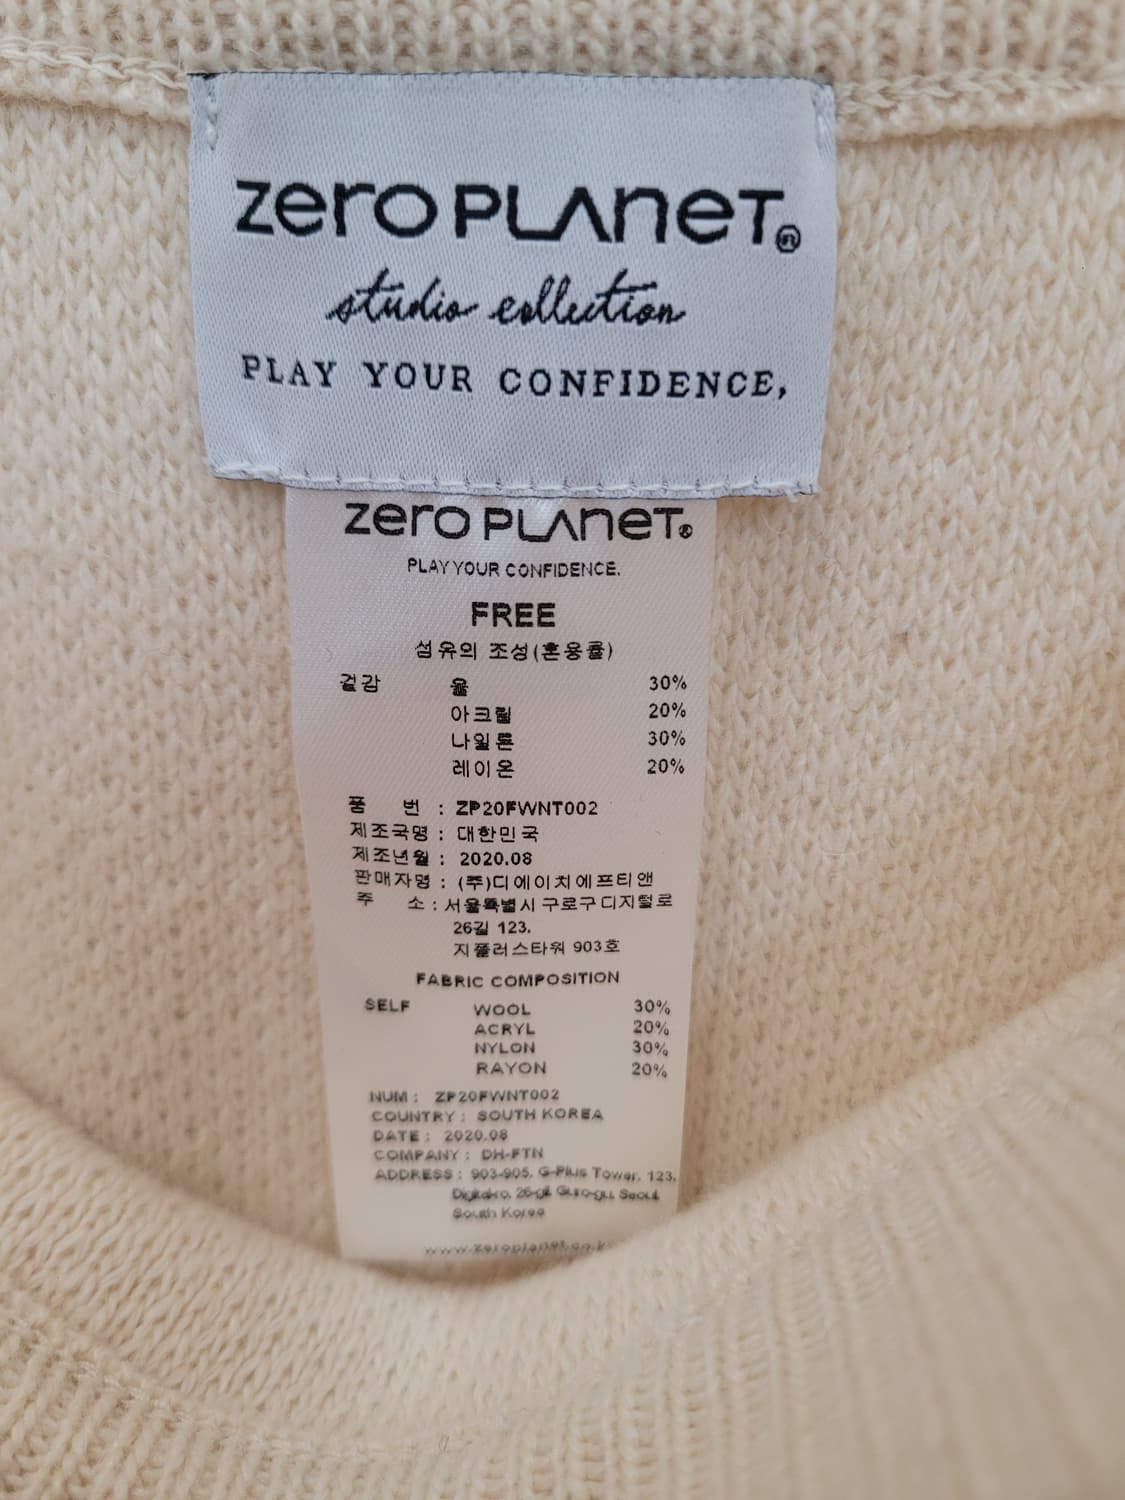 zero PLANET®
studio collection
PLAY YOUR CONFIDENCE,
zero PLANET®
PLAY YOUR CONFIDENCE.
FREE
섬유의 조성(혼용률)
겉감 울 30%
아크릴 20%
나일론 30%
레이온 20%
품 번 : ZP20FWNT002
제조국명 : 대한민국
제조년월 : 2020.08
판매자명 : (주)디에이치에프티앤
주 소 : 서울특별시 구로구 디지털로
26길 123.
지플러스타워 903호
FABRIC COMPOSITION
SELF WOOL 30%
ACRYL 20%
NYLON 30%
RAYON 20%
NUM : ZP20FWNT002
COUNTRY : SOUTH KOREA
DATE : 2020.08
COMPANY : DH-FTN
ADDRESS : 903-905, G-Plus Tower, 123,
26-gil, Guro-gu, Seoul
South Korea
www.zeroplanet.co.k